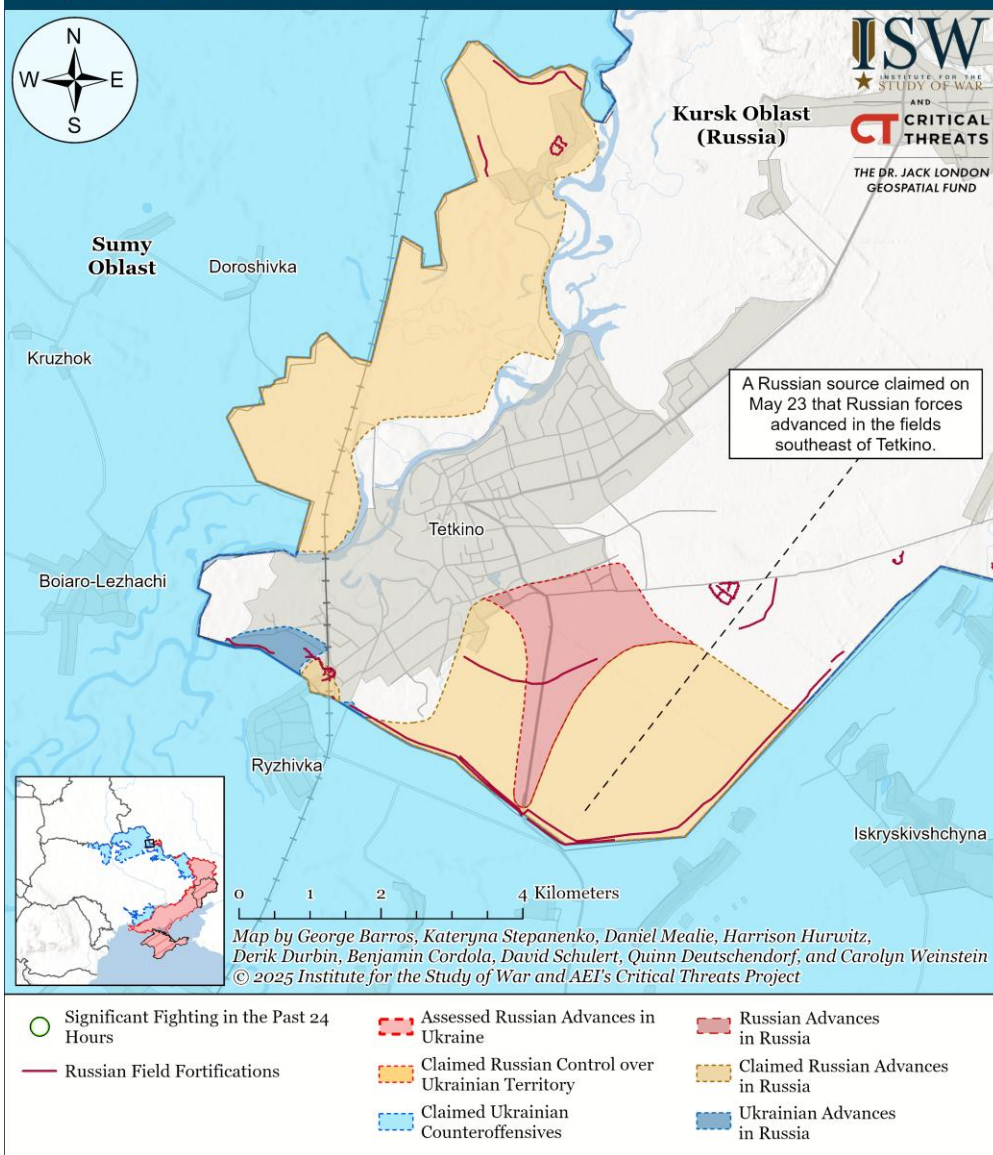 N
W
E
S
ISW
INSTITUTE FOR THE
STUDY OF WAR
AND
CT CRITICAL
THREATS
THE DR. JACK LONDON
GEOSPATIAL FUND
Kursk Oblast
(Russia)
Sumy
Oblast
Doroshivka
Kruzhok
A Russian source claimed on
May 23 that Russian forces
advanced in the fields
southeast of Tetkino.
Tetkino
Boiaro-Lezhachi
Ryzhivka
Iskryskivshchyna
0 1 2 4 Kilometers
Map by George Barros, Kateryna Stepanenko, Daniel Mealie, Harrison Hurwitz,
Derik Durbin, Benjamin Cordola, David Schulert, Quinn Deutschendorf, and Carolyn Weinstein
© 2025 Institute for the Study of War and AEI's Critical Threats Project
Significant Fighting in the Past 24
Hours
Russian Field Fortifications
Assessed Russian Advances in
Ukraine
Claimed Russian Control over
Ukrainian Territory
Claimed Ukrainian
Counteroffensives
Russian Advances
in Russia
Claimed Russian Advances
in Russia
Ukrainian Advances
in Russia